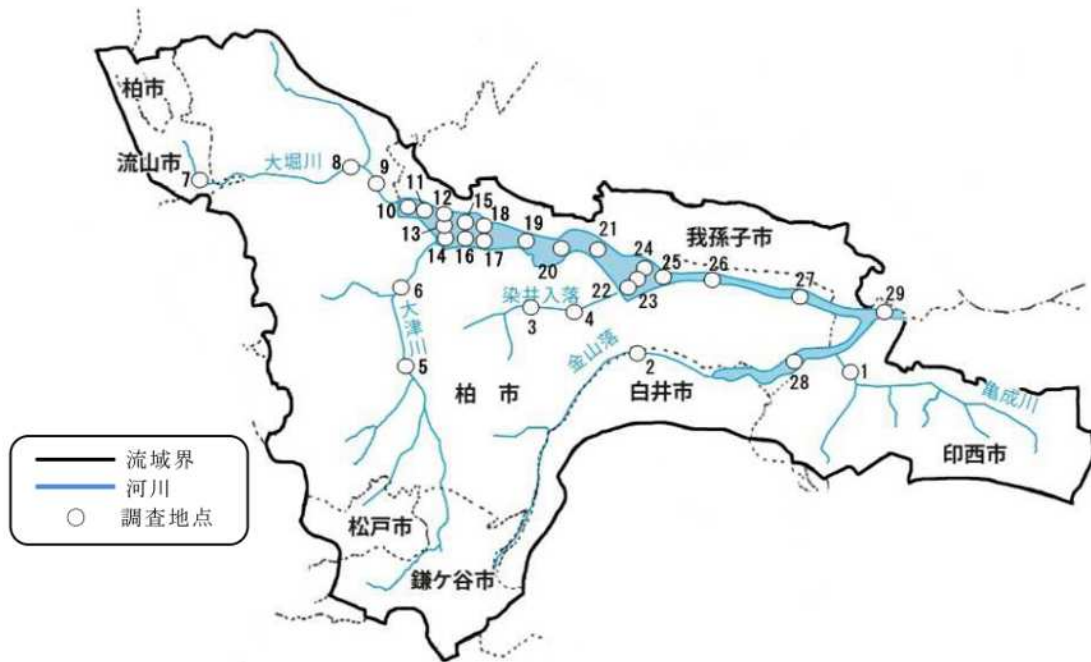 柏市
流山市
7
大堀川
8
9
10
11
12
13
14
15
16
17
18
19
20
21
我孫子市
24
25
26
27
29
22
23
染井入落
3
4
6
大津川
5
金山落
2
28
1
柏 市
白井市
亀成川
印西市
松戸市
鎌ケ谷市
流域界
河川
調査地点